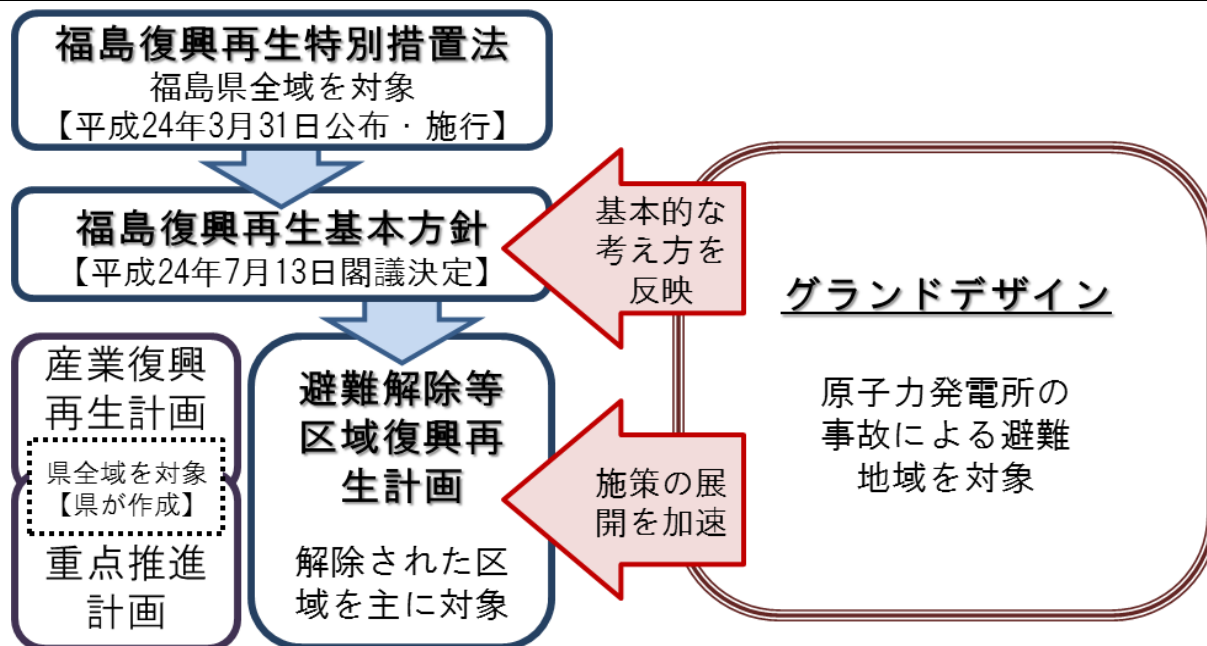 福島復興再生特別措置法
福島県全域を対象
【平成24年3月31日公布・施行】
福島復興再生基本方針
【平成24年7月13日閣議決定】
基本的な
考え方を
反映
グランドデザイン
原子力発電所の
事故による避難
地域を対象
産業復興
再生計画
県全域を対象
【県が作成】
重点推進
計画
避難解除等
区域復興再
生計画
解除された区
域を主に対象
施策の展
開を加速